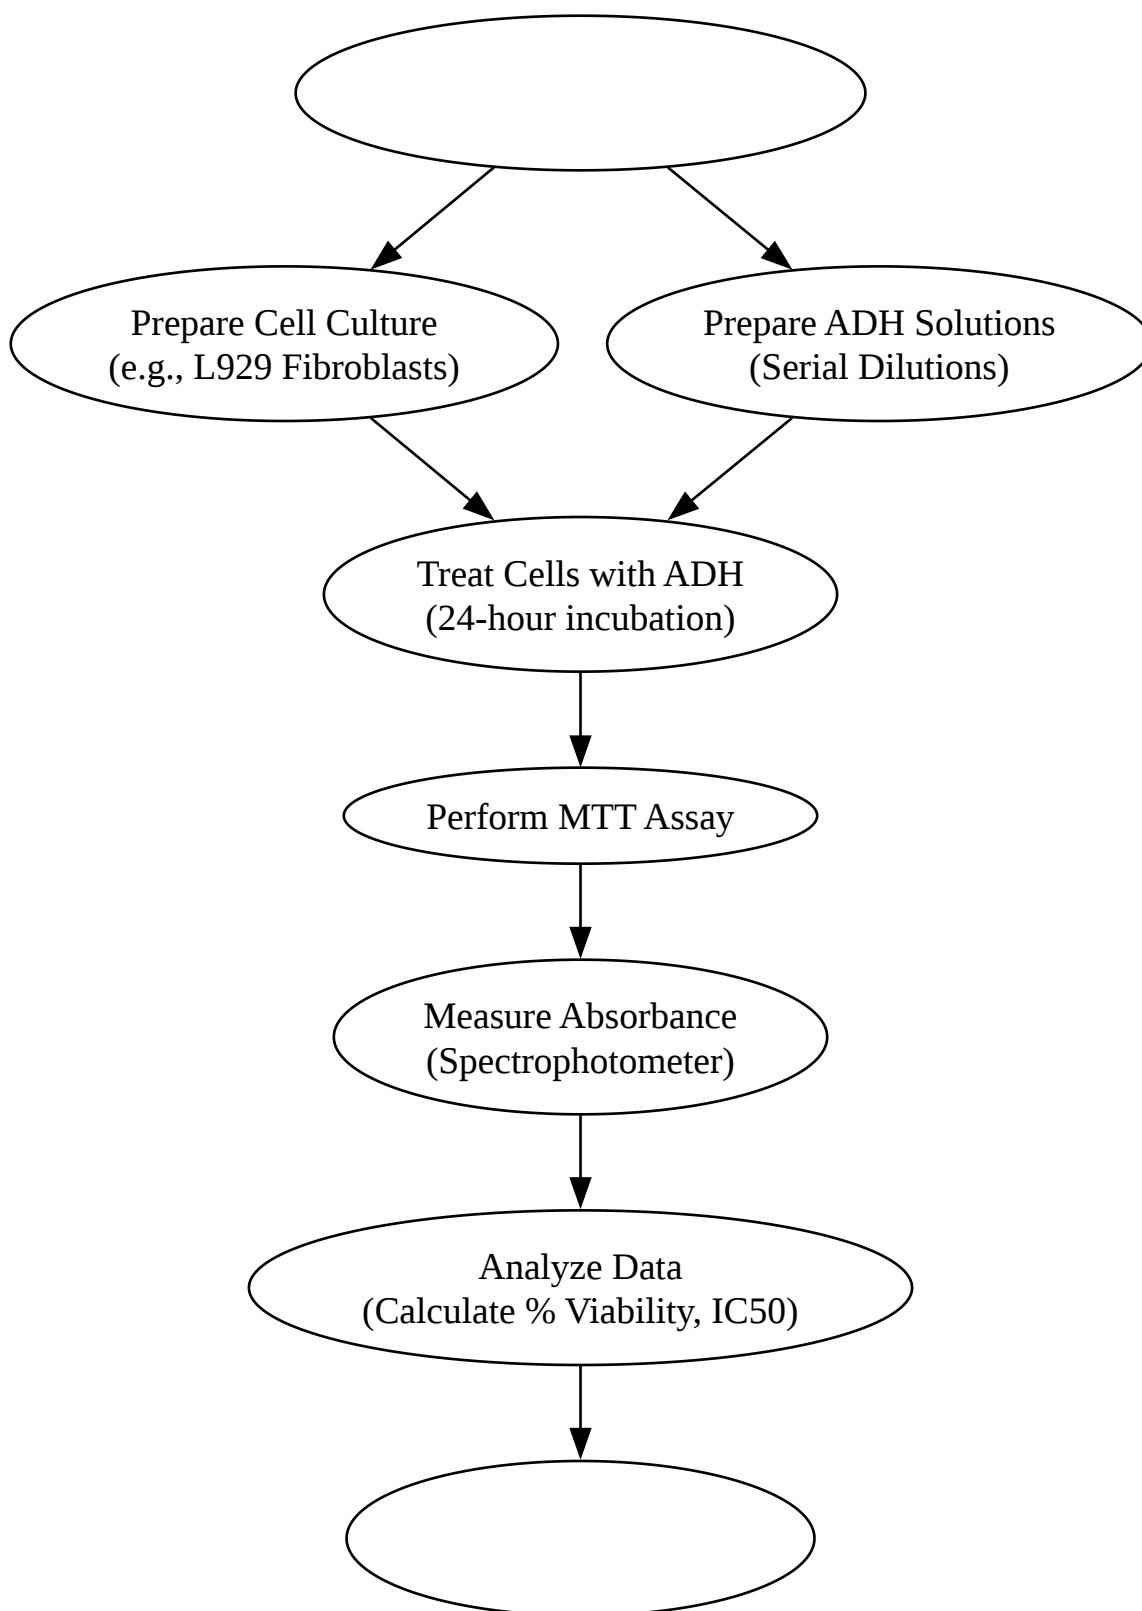 Prepare Cell Culture
(e.g., L929 Fibroblasts)
Prepare ADH Solutions
(Serial Dilutions)
Treat Cells with ADH
(24-hour incubation)
Perform MTT Assay
Measure Absorbance
(Spectrophotometer)
Analyze Data
(Calculate % Viability, IC50)